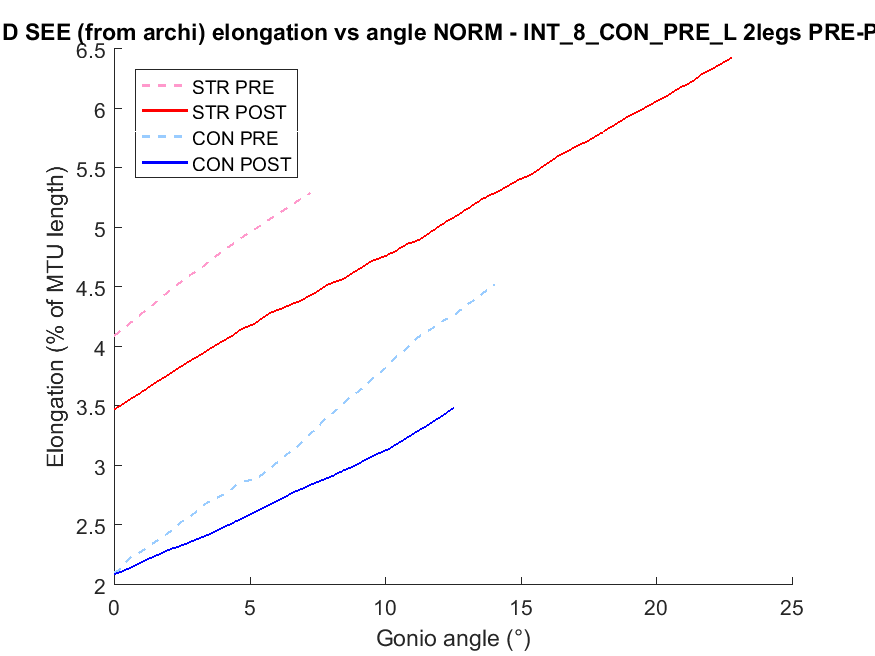 D SEE (from archi) elongation vs angle NORM - INT_8_CON_PRE_L 2legs PRE-P
6.5
6
5.5
5
4.5
4
3.5
3
2.5
2
Elongation (% of MTU length)
STR PRE
STR POST
CON PRE
CON POST
0
5
10
15
20
25
Gonio angle (°)